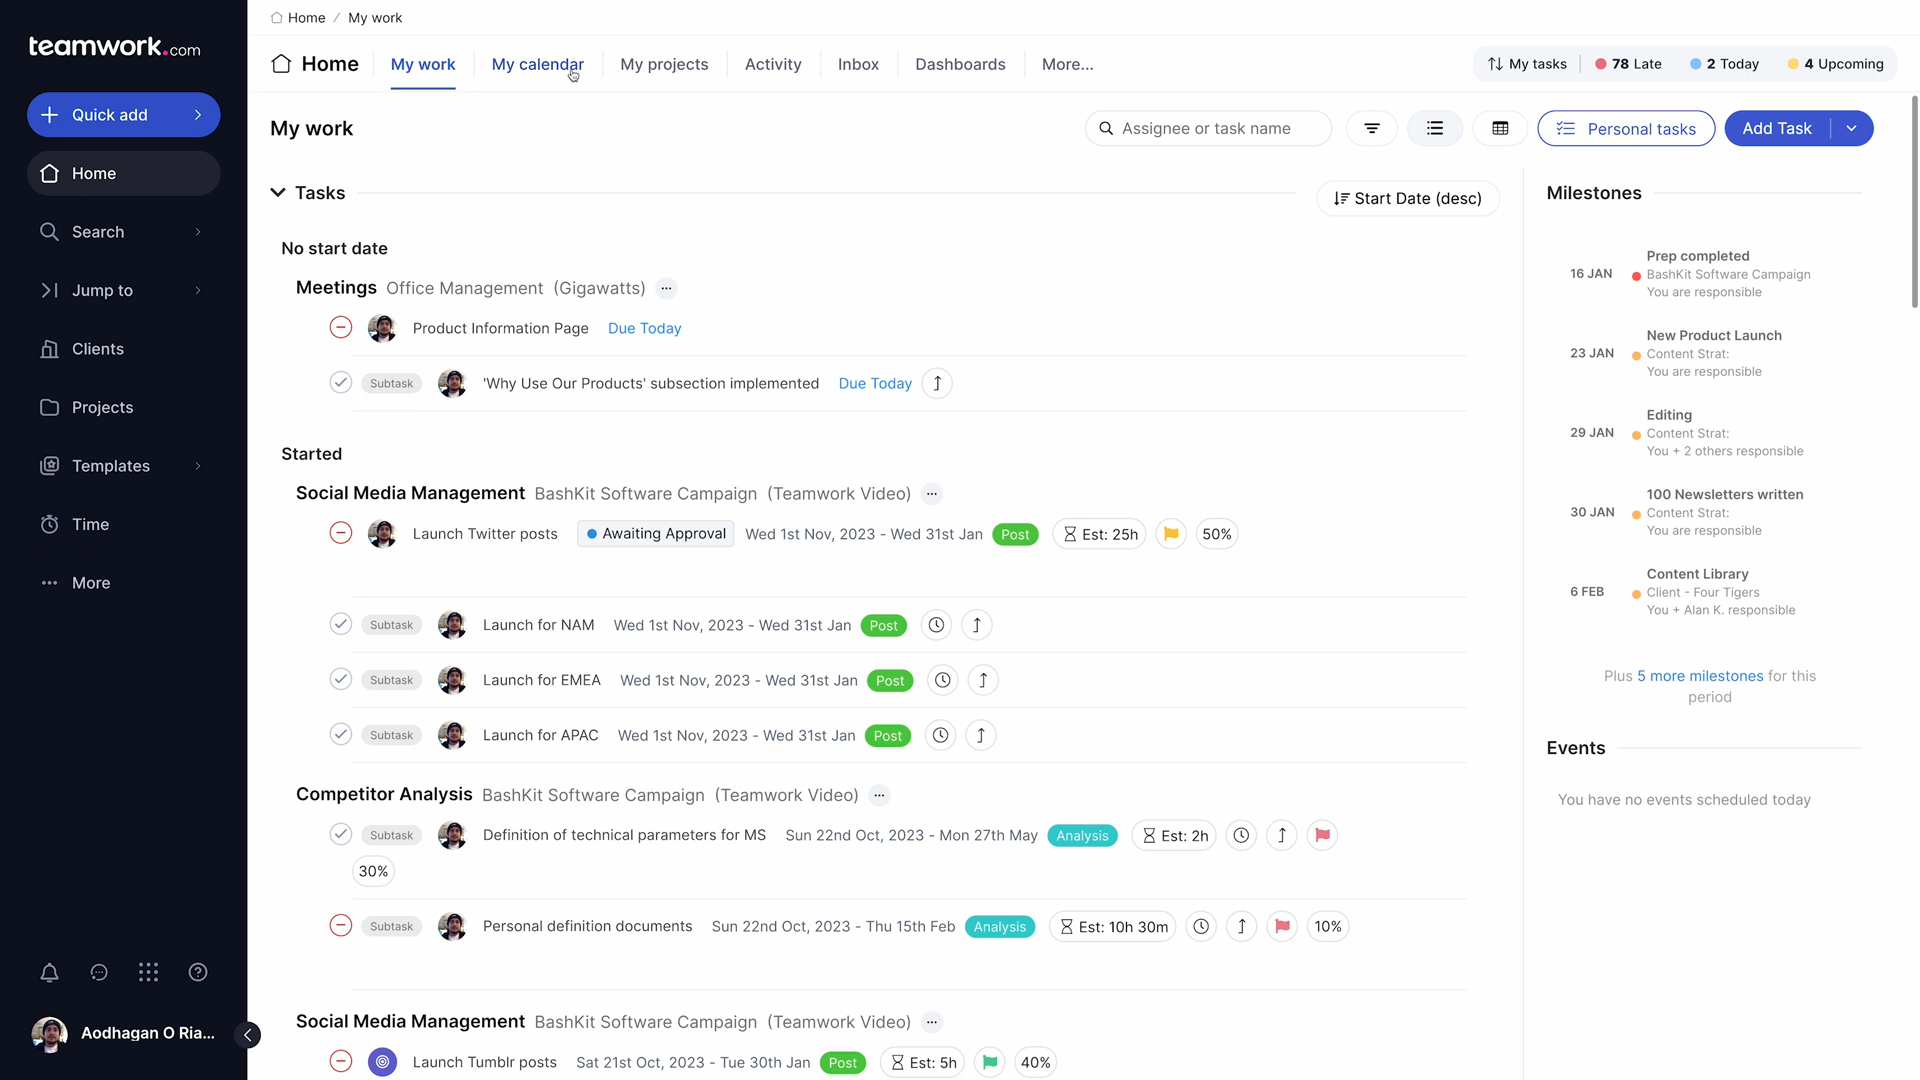 teamwork.com
Quick add
Home
Search
Jump to
Clients
Projects
Templates
Time
More
Aodhagan O Ria...
Home / My work
Home
My work
My calendar
My projects
Activity
Inbox
Dashboards
More...
My tasks
78 Late
2 Today
4 Upcoming
My work
Assignee or task name
Personal tasks
Add Task
Tasks
Start Date (desc)
No start date
Meetings Office Management (Gigawatts) ...
Product Information Page Due Today
Subtask 'Why Use Our Products' subsection implemented Due Today
Started
Social Media Management BashKit Software Campaign (Teamwork Video) ...
Launch Twitter posts Awaiting Approval Wed 1st Nov, 2023 - Wed 31st Jan Post Est: 25h 50%
Subtask Launch for NAM Wed 1st Nov, 2023 - Wed 31st Jan Post
Subtask Launch for EMEA Wed 1st Nov, 2023 - Wed 31st Jan Post
Subtask Launch for APAC Wed 1st Nov, 2023 - Wed 31st Jan Post
Competitor Analysis BashKit Software Campaign (Teamwork Video) ...
Subtask Definition of technical parameters for MS Sun 22nd Oct, 2023 - Mon 27th May Analysis Est: 2h
30%
Subtask Personal definition documents Sun 22nd Oct, 2023 - Thu 15th Feb Analysis Est: 10h 30m 10%
Social Media Management BashKit Software Campaign (Teamwork Video) ...
Launch Tumblr posts Sat 21st Oct, 2023 - Tue 30th Jan Post Est: 5h 40%
Milestones
16 JAN
Prep completed
BashKit Software Campaign
You are responsible
23 JAN
New Product Launch
Content Strat:
You are responsible
29 JAN
Editing
Content Strat:
You + 2 others responsible
30 JAN
100 Newsletters written
Content Strat:
You are responsible
6 FEB
Content Library
Client - Four Tigers
You + Alan K. responsible
Plus 5 more milestones for this
period
Events
You have no events scheduled today